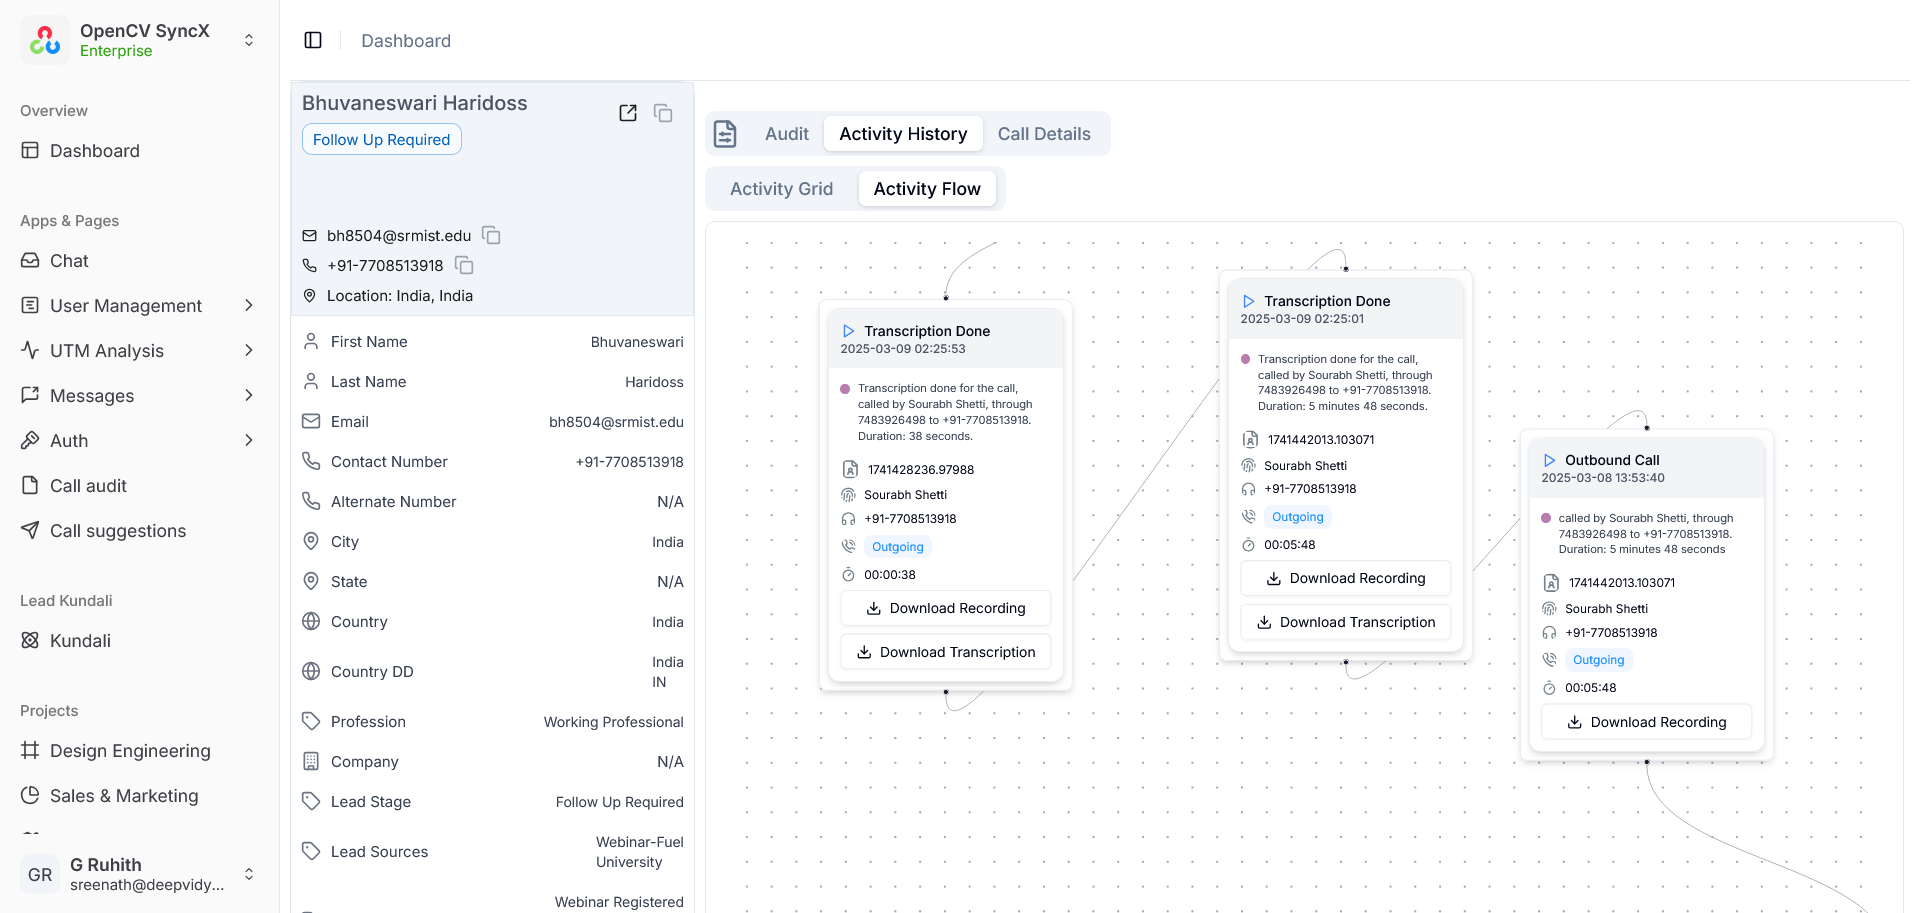 OpenCV SyncX
Enterprise
Overview
Dashboard
Apps & Pages
Chat
User Management
UTM Analysis
Messages
Auth
Call audit
Call suggestions
Lead Kundali
Kundali
Projects
Design Engineering
Sales & Marketing
GR
G Ruhith
sreenath@deepvidy...
Dashboard
Bhuvaneswari Haridoss
Follow Up Required
bh8504@srmist.edu
+91-7708513918
Location: India, India
First Name Bhuvaneswari
Last Name Haridoss
Email bh8504@srmist.edu
Contact Number +91-7708513918
Alternate Number N/A
City India
State N/A
Country India
Country DD India
IN
Profession Working Professional
Company N/A
Lead Stage Follow Up Required
Lead Sources Webinar-Fuel
University
Webinar Registered
Audit Activity History Call Details
Activity Grid Activity Flow
Transcription Done
2025-03-09 02:25:53
Transcription done for the call,
called by Sourabh Shetti, through
7483926498 to +91-7708513918.
Duration: 38 seconds.
1741428236.97988
Sourabh Shetti
+91-7708513918
Outgoing
00:00:38
Download Recording
Download Transcription
Transcription Done
2025-03-09 02:25:01
Transcription done for the call,
called by Sourabh Shetti, through
7483926498 to +91-7708513918.
Duration: 5 minutes 48 seconds.
1741442013.103071
Sourabh Shetti
+91-7708513918
Outgoing
00:05:48
Download Recording
Download Transcription
Outbound Call
2025-03-08 13:53:40
called by Sourabh Shetti, through
7483926498 to +91-7708513918.
Duration: 5 minutes 48 seconds
1741442013.103071
Sourabh Shetti
+91-7708513918
Outgoing
00:05:48
Download Recording